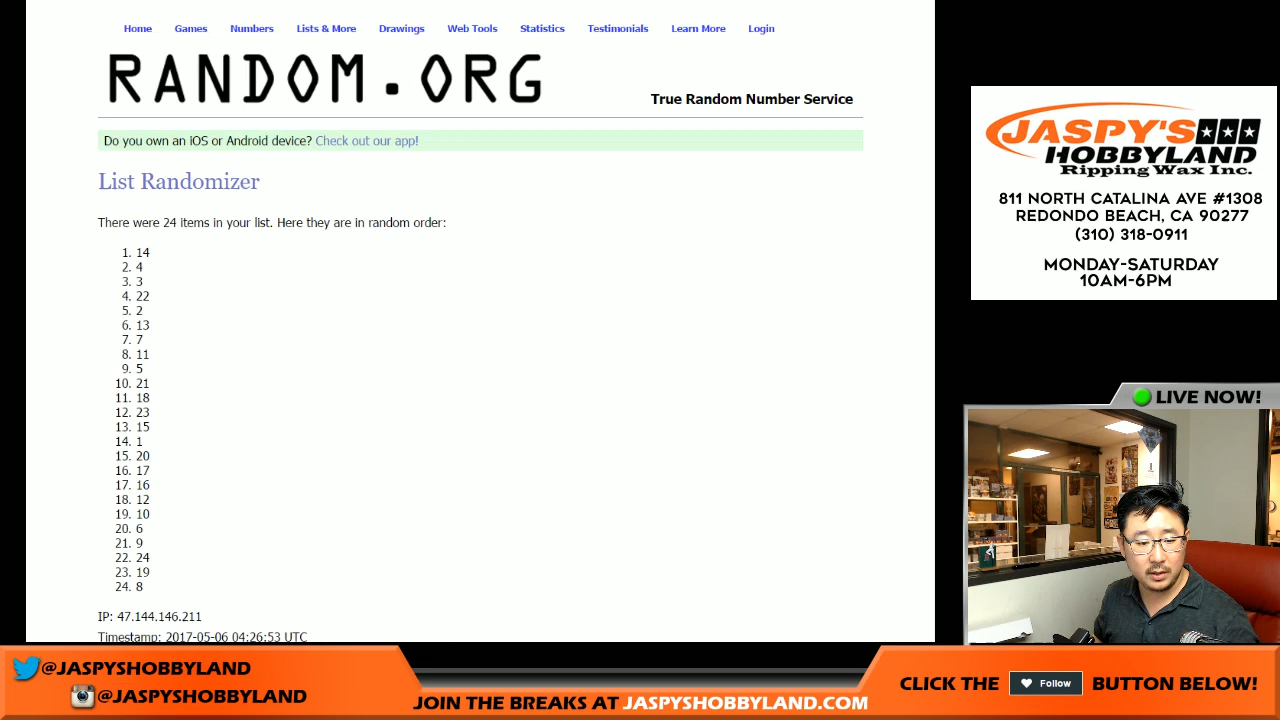 Home Games Numbers Lists & More Drawings Web Tools Statistics Testimonials Learn More Login
RANDOM.ORG
True Random Number Service
Do you own an iOS or Android device? Check out our app!
List Randomizer
There were 24 items in your list. Here they are in random order:
1. 14
2. 4
3. 3
4. 22
5. 2
6. 13
7. 7
8. 11
9. 5
10. 21
11. 18
12. 23
13. 15
14. 1
15. 20
16. 17
17. 16
18. 12
19. 10
20. 6
21. 9
22. 24
23. 19
24. 8
IP: 47.144.146.211
Timestamp: 2017-05-06 04:26:53 UTC
JASPY'S
HOBBYLAND
Ripping Wax Inc.
811 NORTH CATALINA AVE #1308
REDONDO BEACH, CA 90277
(310) 318-0911
MONDAY-SATURDAY
10AM-6PM
LIVE NOW!
@JASPYSHOBBYLAND
@JASPYSHOBBYLAND
JOIN THE BREAKS AT JASPYSHOBBYLAND.COM
CLICK THE Follow BUTTON BELOW!